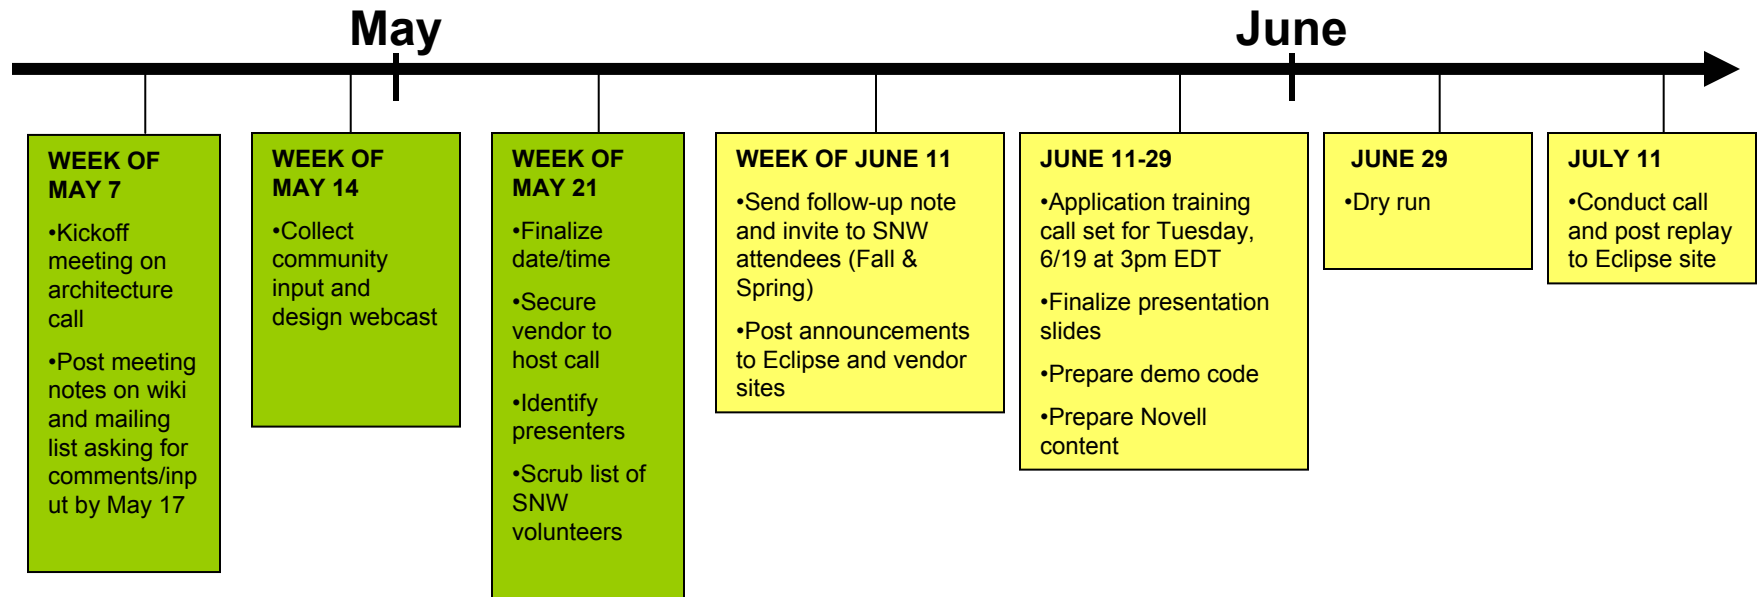 May
June
WEEK OF
MAY 7
•Kickoff
meeting on
architecture
call
•Post meeting
notes on wiki
and mailing
list asking for
comments/inp
ut by May 17
WEEK OF
MAY 14
•Collect
community
input and
design webcast
WEEK OF
MAY 21
•Finalize
date/time
•Secure
vendor to
host call
•Identify
presenters
•Scrub list of
SNW
volunteers
WEEK OF JUNE 11
•Send follow-up note
and invite to SNW
attendees (Fall &
Spring)
•Post announcements
to Eclipse and vendor
sites
JUNE 11-29
•Application training
call set for Tuesday,
6/19 at 3pm EDT
•Finalize presentation
slides
•Prepare demo code
•Prepare Novell
content
JUNE 29
•Dry run
JULY 11
•Conduct call
and post replay
to Eclipse site